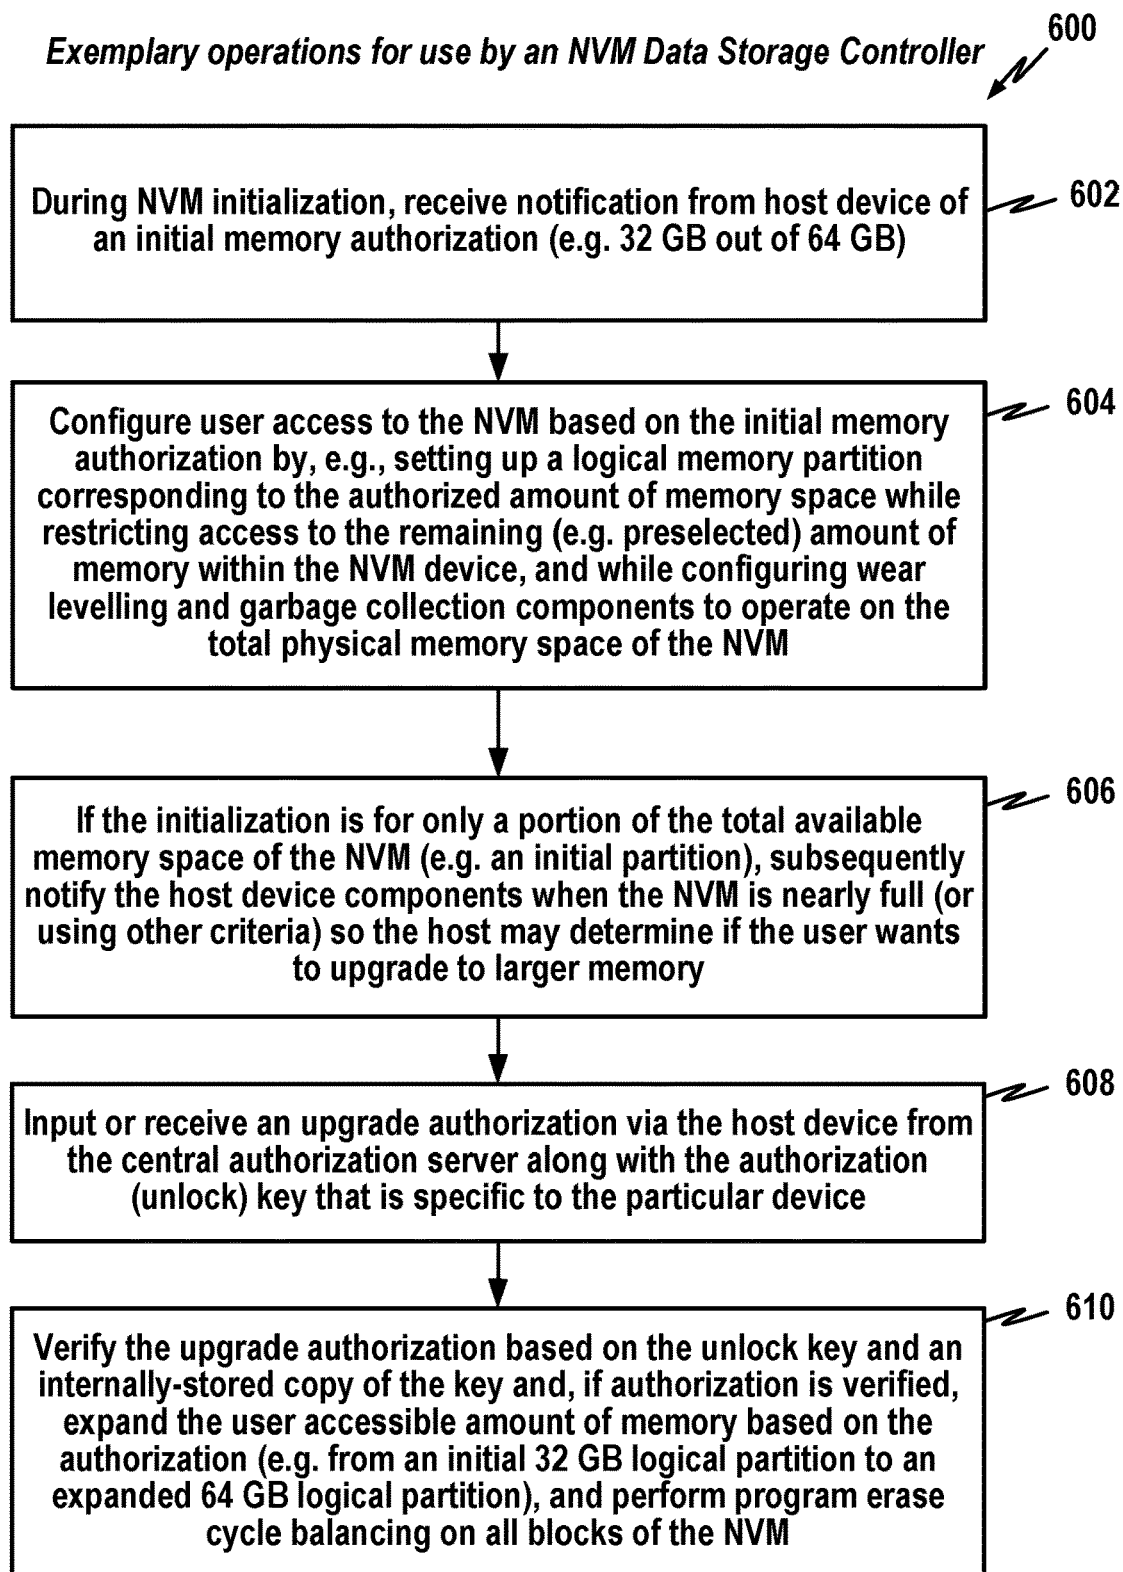 Exemplary operations for use by an NVM Data Storage Controller
600
During NVM initialization, receive notification from host device of
an initial memory authorization (e.g. 32 GB out of 64 GB)
602
Configure user access to the NVM based on the initial memory
authorization by, e.g., setting up a logical memory partition
corresponding to the authorized amount of memory space while
restricting access to the remaining (e.g. preselected) amount of
memory within the NVM device, and while configuring wear
levelling and garbage collection components to operate on the
total physical memory space of the NVM
604
If the initialization is for only a portion of the total available
memory space of the NVM (e.g. an initial partition), subsequently
notify the host device components when the NVM is nearly full (or
using other criteria) so the host may determine if the user wants
to upgrade to larger memory
606
Input or receive an upgrade authorization via the host device from
the central authorization server along with the authorization
(unlock) key that is specific to the particular device
608
Verify the upgrade authorization based on the unlock key and an
internally-stored copy of the key and, if authorization is verified,
expand the user accessible amount of memory based on the
authorization (e.g. from an initial 32 GB logical partition to an
expanded 64 GB logical partition), and perform program erase
cycle balancing on all blocks of the NVM
610